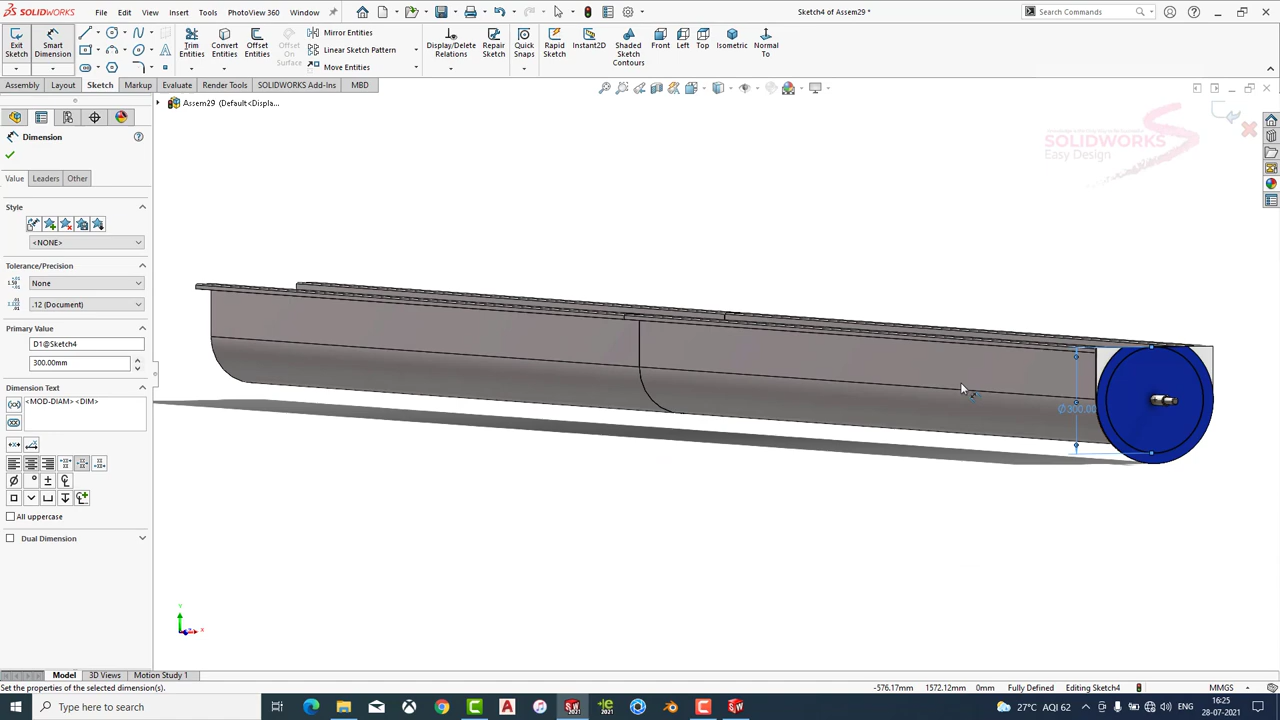 SOLIDWORKS
File
Edit
View
Insert
Tools
PhotoView 360
Window
Sketch4 of Assem29 *
Search Commands
Exit Sketch
Smart Dimension
Trim Entities
Convert Entities
Offset Entities
Offset On Surface
Mirror Entities
Linear Sketch Pattern
Move Entities
Display/Delete Relations
Repair Sketch
Quick Snaps
Rapid Sketch
Instant2D
Shaded Sketch Contours
Front
Left
Top
Isometric
Normal To
Assembly
Layout
Sketch
Markup
Evaluate
Render Tools
SOLIDWORKS Add-Ins
MBD
Assem29 (Default<Displa...
Dimension
Value
Leaders
Other
Style
<NONE>
Tolerance/Precision
None
.12 (Document)
Primary Value
D1@Sketch4
300.00mm
Dimension Text
<MOD-DIAM> <DIM>
All uppercase
Dual Dimension
SOLIDWORKS
Easy Design
Ø300.00
Y
X
Model
3D Views
Motion Study 1
Set the properties of the selected dimension(s).
-576.17mm
1572.12mm
0mm
Fully Defined
Editing Sketch4
MMGS
Type here to search
27°C AQI 62
ENG
16:25
28-07-2021